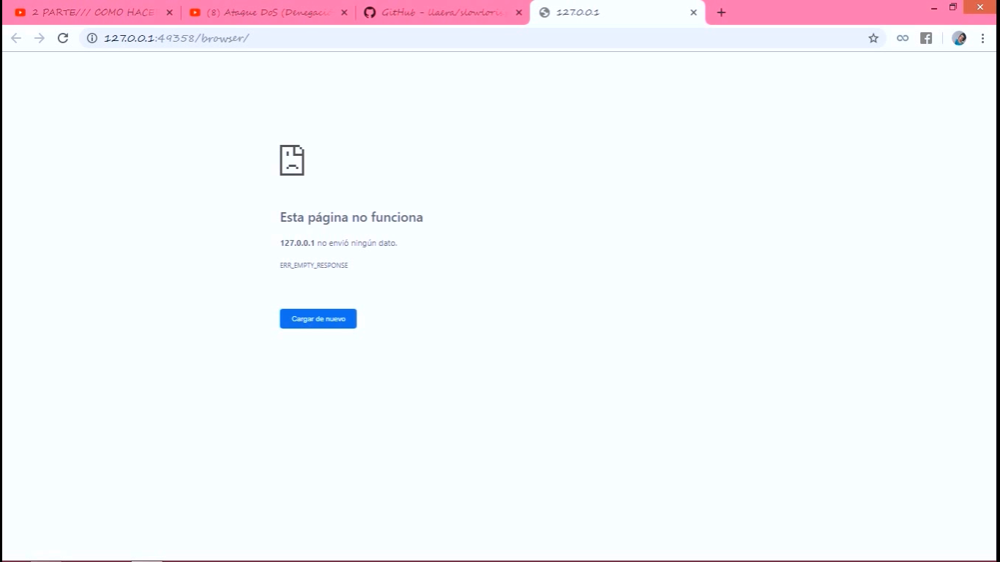 2 PARTE/// COMO HACE
(8) Ataque DoS (Denegació
GitHub - llaera/slowloris.
127.0.0.1
127.0.0.1:49358/browser/
Esta página no funciona
127.0.0.1 no envió ningún dato.
ERR_EMPTY_RESPONSE
Cargar de nuevo